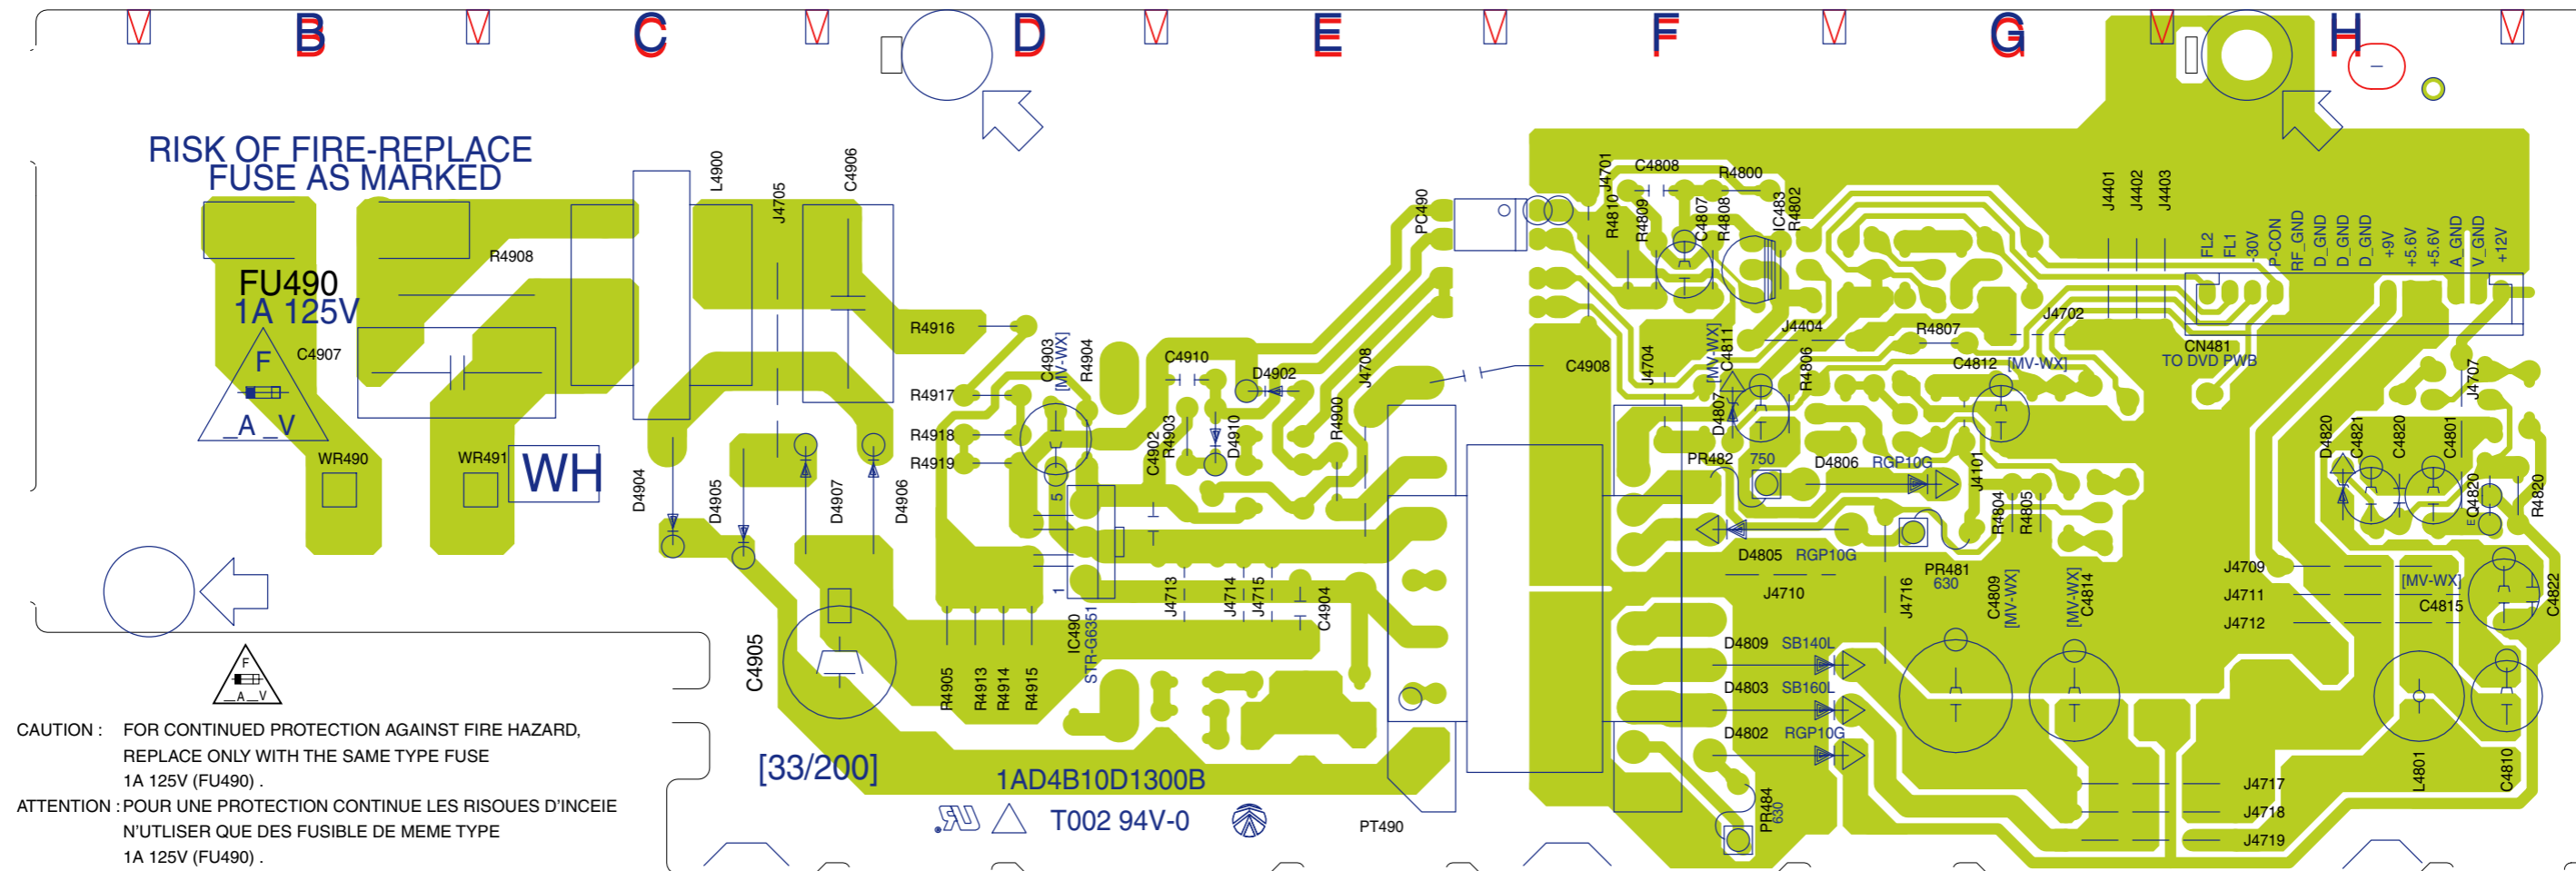 B C D E F G H
RISK OF FIRE-REPLACE
FUSE AS MARKED
FU490
1A 125V
F
_A _V
C4907
R4908
L4900
J4705
C4906
WR490
WR491
WH
D4904
D4905
D4907
D4906
R4916
R4917
R4918
R4919
C4903
[MV-WX]
R4904
C4910
D4902
C4902
R4903
D4910
R4900
J4708
PC490
C4908
5
1
IC490
STR-G6351
J4713
J4714
J4715
C4904
C4905
R4905
R4913
R4914
R4915
PT490
J4701
C4808
R4800
R4810
R4809
C4807
R4808
IC483
R4802
J4704
[MV-WX]
C4811
J4404
R4806
R4807
D4807
C4812
[MV-WX]
J4702
J4401
J4402
J4403
FL2
FL1
-30V
P-CON
RF_GND
D_GND
D_GND
D_GND
+9V
+5.6V
+5.6V
A_GND
V_GND
+12V
CN481
TO DVD PWB
J4707
PR482
750
D4806
RGP10G
J4101
R4804
R4805
D4820
C4821
C4820
C4801
Q4820
E
R4820
D4805
RGP10G
J4710
J4716
PR481
630
C4809
[MV-WX]
[MV-WX]
C4814
J4709
J4711
J4712
[MV-WX]
C4815
C4822
D4809
SB140L
D4803
SB160L
D4802
RGP10G
PR484
630
L4801
C4810
J4717
J4718
J4719
F
_A_V
CAUTION : FOR CONTINUED PROTECTION AGAINST FIRE HAZARD,
REPLACE ONLY WITH THE SAME TYPE FUSE
1A 125V (FU490) .
ATTENTION : POUR UNE PROTECTION CONTINUE LES RISOUES D'INCEIE
N'UTLISER QUE DES FUSIBLE DE MEME TYPE
1A 125V (FU490) .
[33/200]
1AD4B10D1300B
T002 94V-0